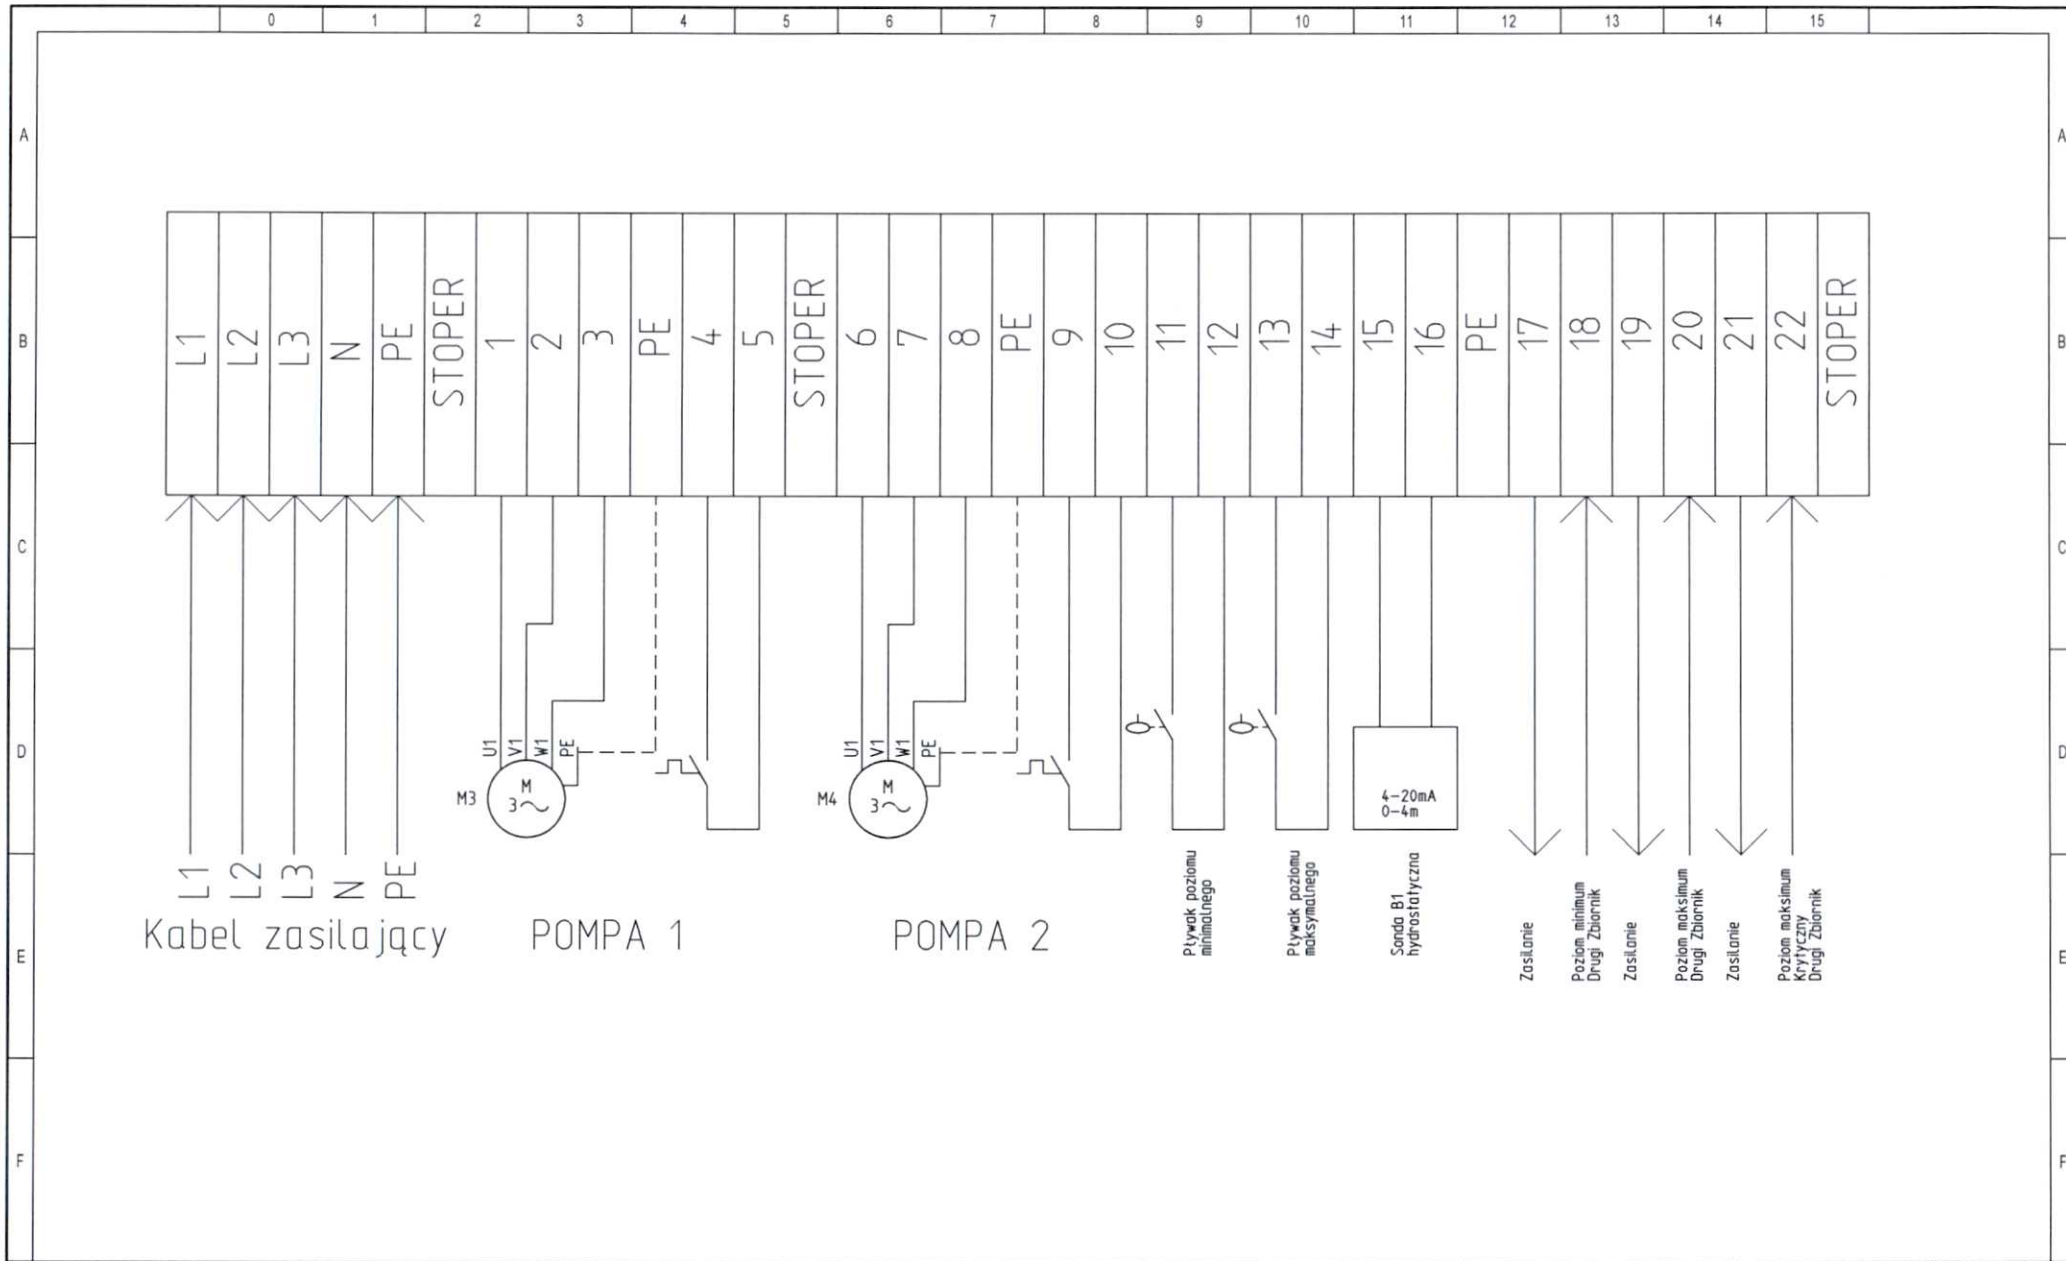 0 1 2 3 4 5 6 7 8 9 10 11 12 13 14 15
A A
B B
C C
D D
E E
F F
L1 L2 L3 N PE STOPER 1 2 3 PE 4 5 STOPER 6 7 8 PE 9 10 11 12 13 14 15 16 PE 17 18 19 20 21 22 STOPER
U1 V1 W1 PE
M3
M
3~
U1 V1 W1 PE
M4
M
3~
4-20mA
0-4m
L1 L2 L3 N PE
Kabel zasilający
POMPA 1
POMPA 2
Pływak poziomu
minimalnego
Pływak poziomu
maksymalnego
Sonda B1
hydrostatyczna
Zasilanie
Poziom minimum
Drugi Zbiornik
Zasilanie
Poziom maksimum
Drugi Zbiornik
Zasilanie
Poziom maksimum
Krytyczny
Drugi Zbiornik